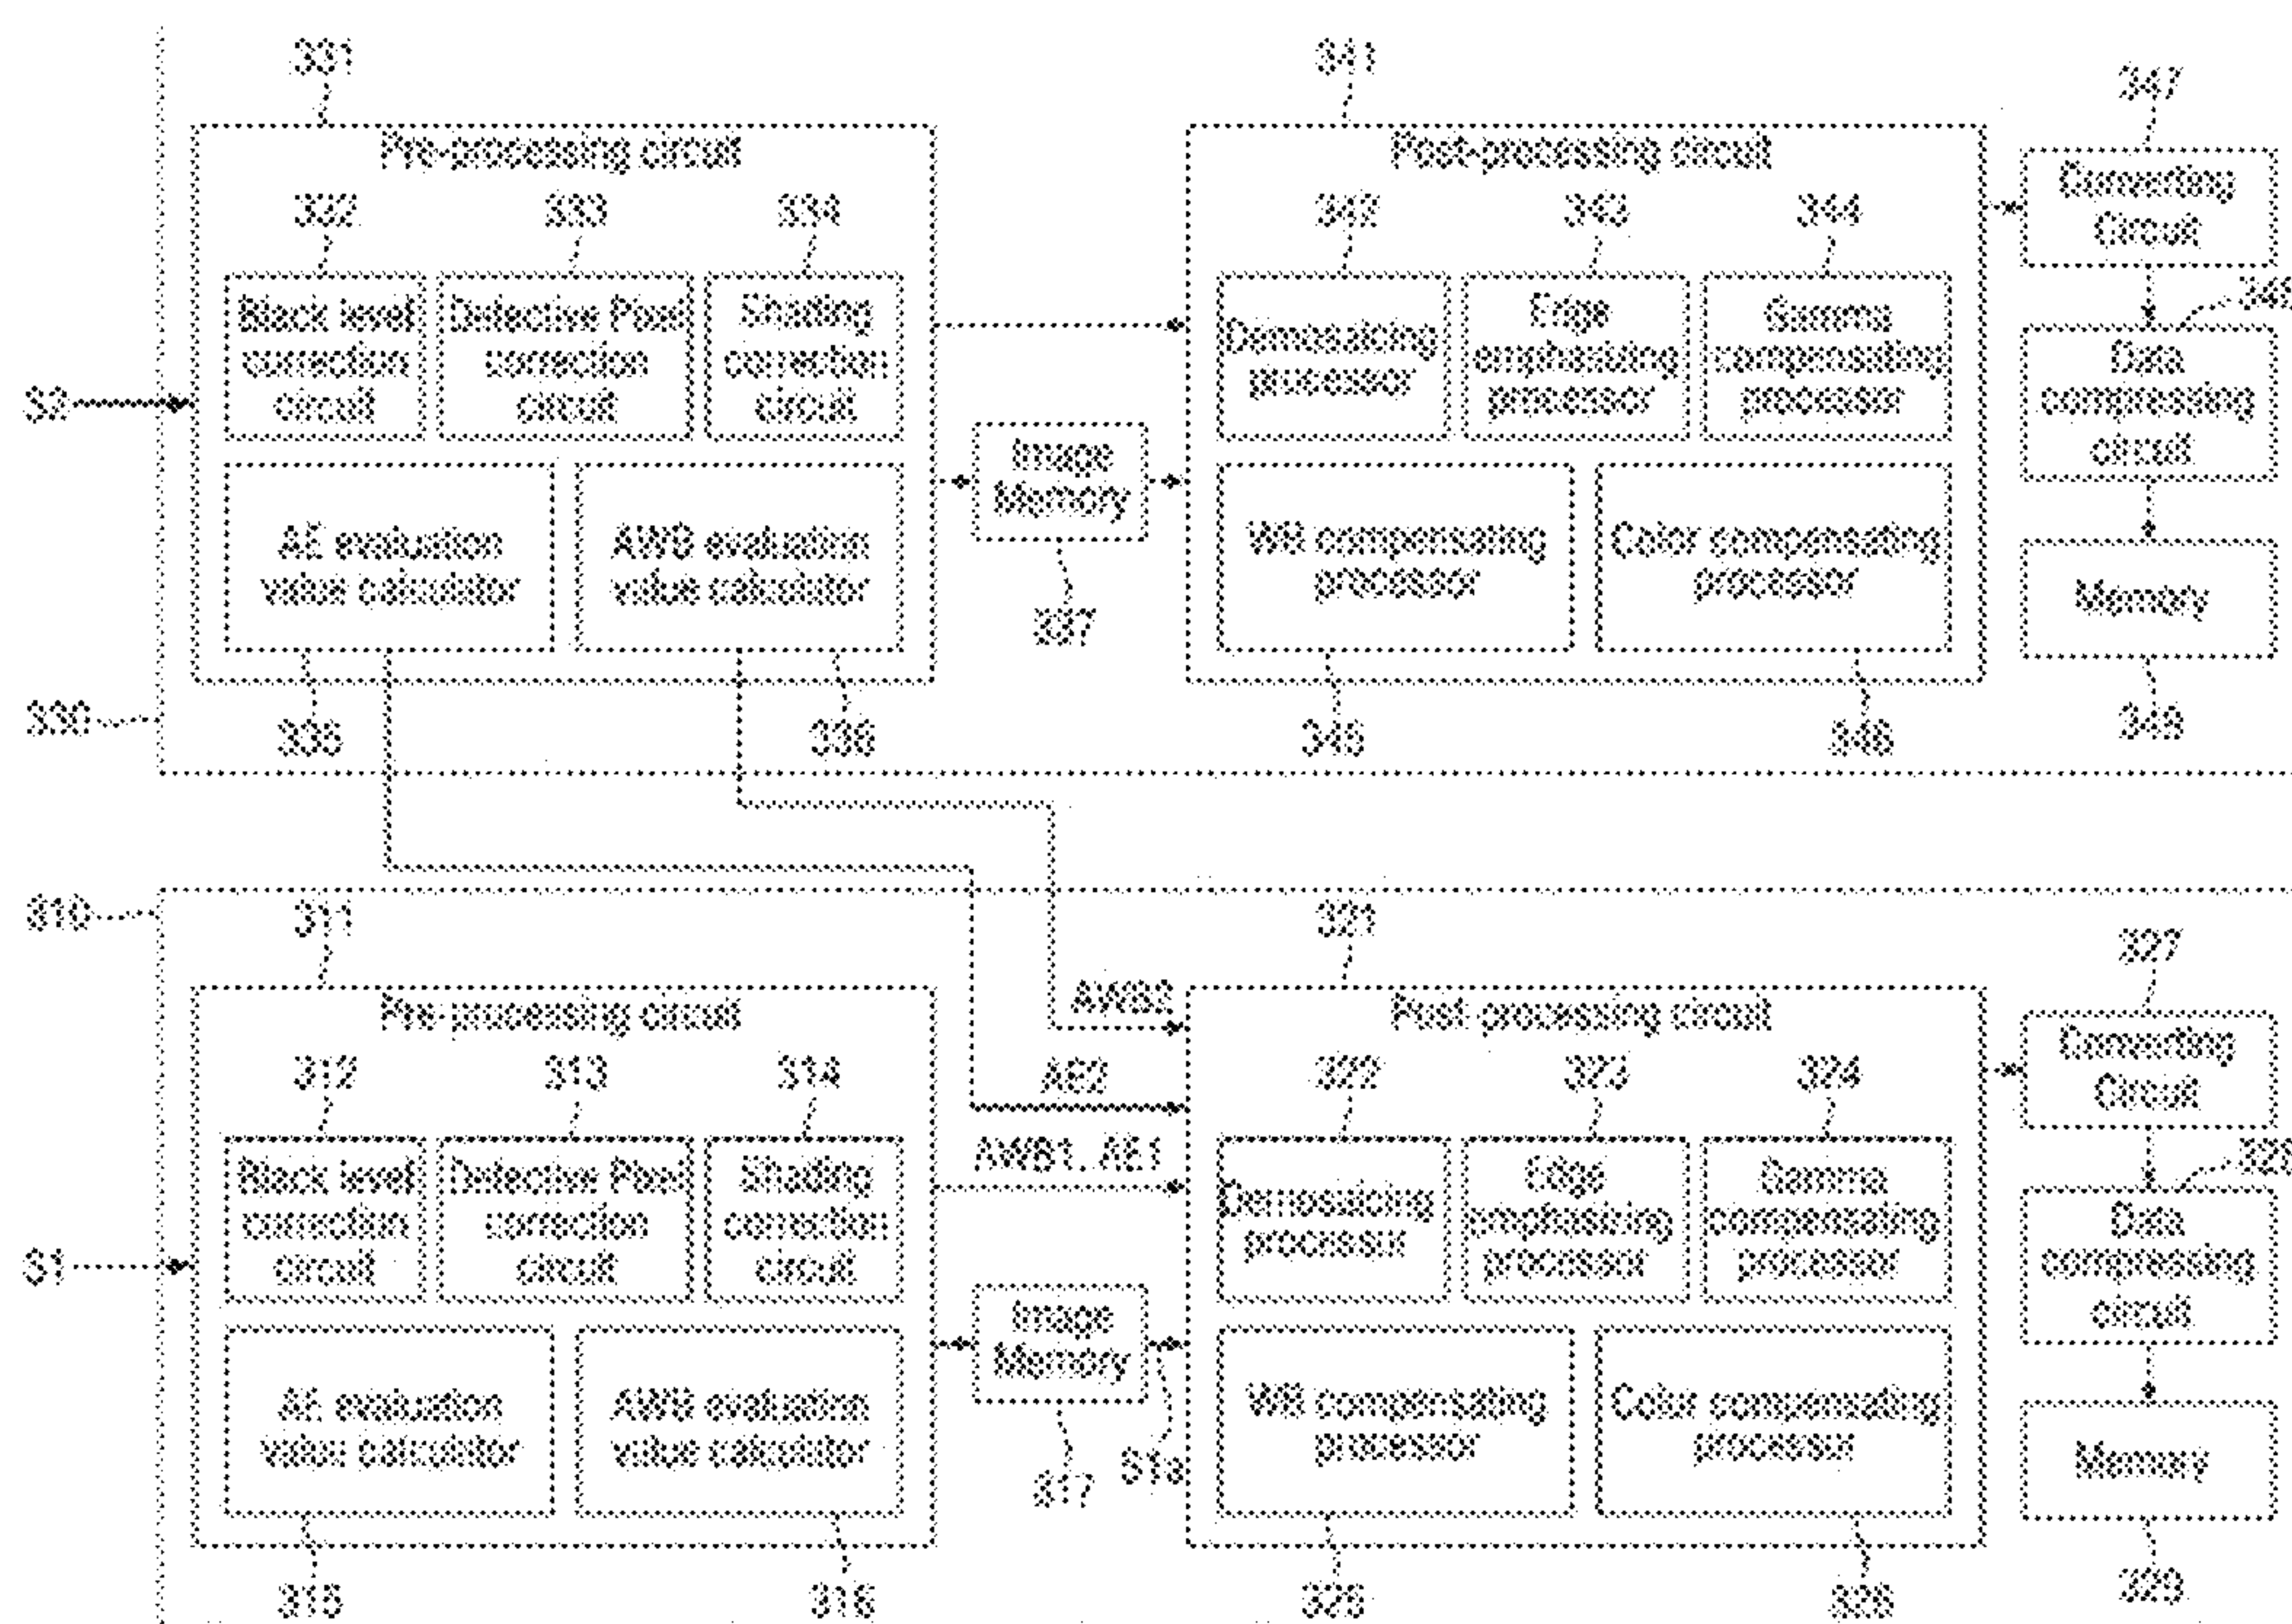 331
341
347
Pre-processing circuit
Post-processing circuit
Converting
Circuit
332
333
334
342
343
344
Black level
correction
circuit
Defective Pixel
correction
circuit
Shading
correction
circuit
Demosaicing
processor
Edge
emphasizing
processor
Gamma
compensating
processor
Data
compressing
circuit
S2
Image
Memory
AE evaluation
value calculator
AWB evaluation
value calculator
WB compensating
processor
Color compensating
processor
Memory
337
330
335
336
345
346
349
310
311
321
327
AWB2
Pre-processing circuit
Post-processing circuit
Converting
Circuit
312
313
314
AE2
322
323
324
AWB1, AE1
Black level
correction
circuit
Defective Pixel
correction
circuit
Shading
correction
circuit
Demosaicing
processor
Edge
emphasizing
processor
Gamma
compensating
processor
Data
compressing
circuit
S1
Image
Memory
AE evaluation
value calculator
AWB evaluation
value calculator
WB compensating
processor
Color compensating
processor
Memory
317
S1a
315
316
325
326
329